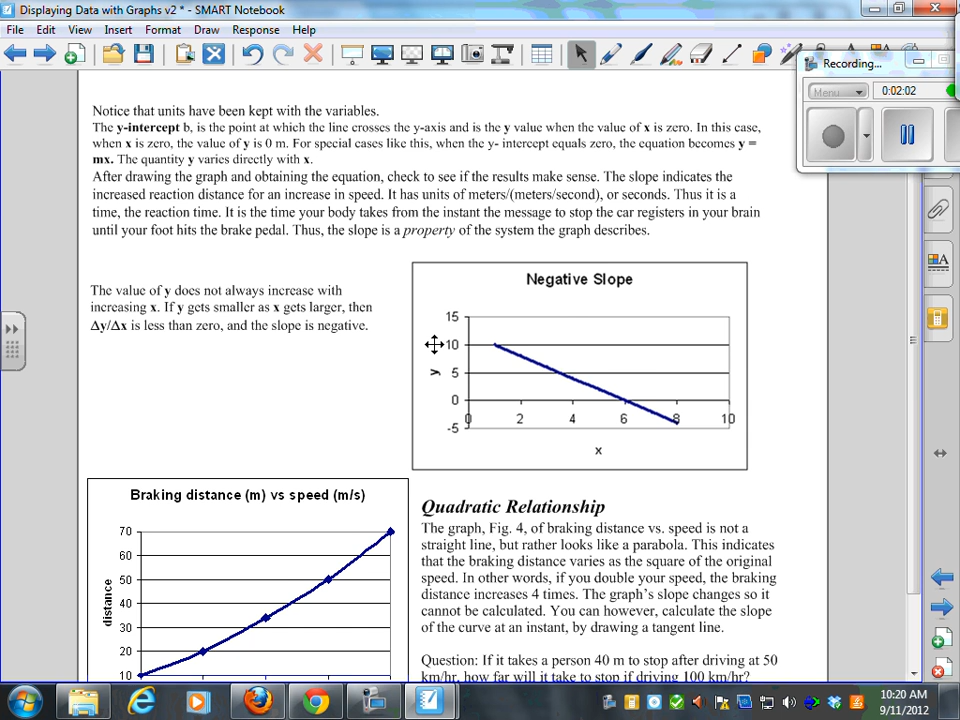 Displaying Data with Graphs v2 * - SMART Notebook
File Edit View Insert Format Draw Response Help
Recording...
Menu 0:02:02
Notice that units have been kept with the variables.
The y-intercept b, is the point at which the line crosses the y-axis and is the y value when the value of x is zero. In this case,
when x is zero, the value of y is 0 m. For special cases like this, when the y- intercept equals zero, the equation becomes y =
mx. The quantity y varies directly with x.
After drawing the graph and obtaining the equation, check to see if the results make sense. The slope indicates the
increased reaction distance for an increase in speed. It has units of meters/(meters/second), or seconds. Thus it is a
time, the reaction time. It is the time your body takes from the instant the message to stop the car registers in your brain
until your foot hits the brake pedal. Thus, the slope is a property of the system the graph describes.
The value of y does not always increase with
increasing x. If y gets smaller as x gets larger, then
Δy/Δx is less than zero, and the slope is negative.
Negative Slope
15
10
5
0
-5
y
0 2 4 6 8 10
x
Braking distance (m) vs speed (m/s)
70
60
50
40
30
20
10
distance
Quadratic Relationship
The graph, Fig. 4, of braking distance vs. speed is not a
straight line, but rather looks like a parabola. This indicates
that the braking distance varies as the square of the original
speed. In other words, if you double your speed, the braking
distance increases 4 times. The graph's slope changes so it
cannot be calculated. You can however, calculate the slope
of the curve at an instant, by drawing a tangent line.
Question: If it takes a person 40 m to stop after driving at 50
km/hr, how far will it take to stop if driving 100 km/hr?
10:20 AM
9/11/2012